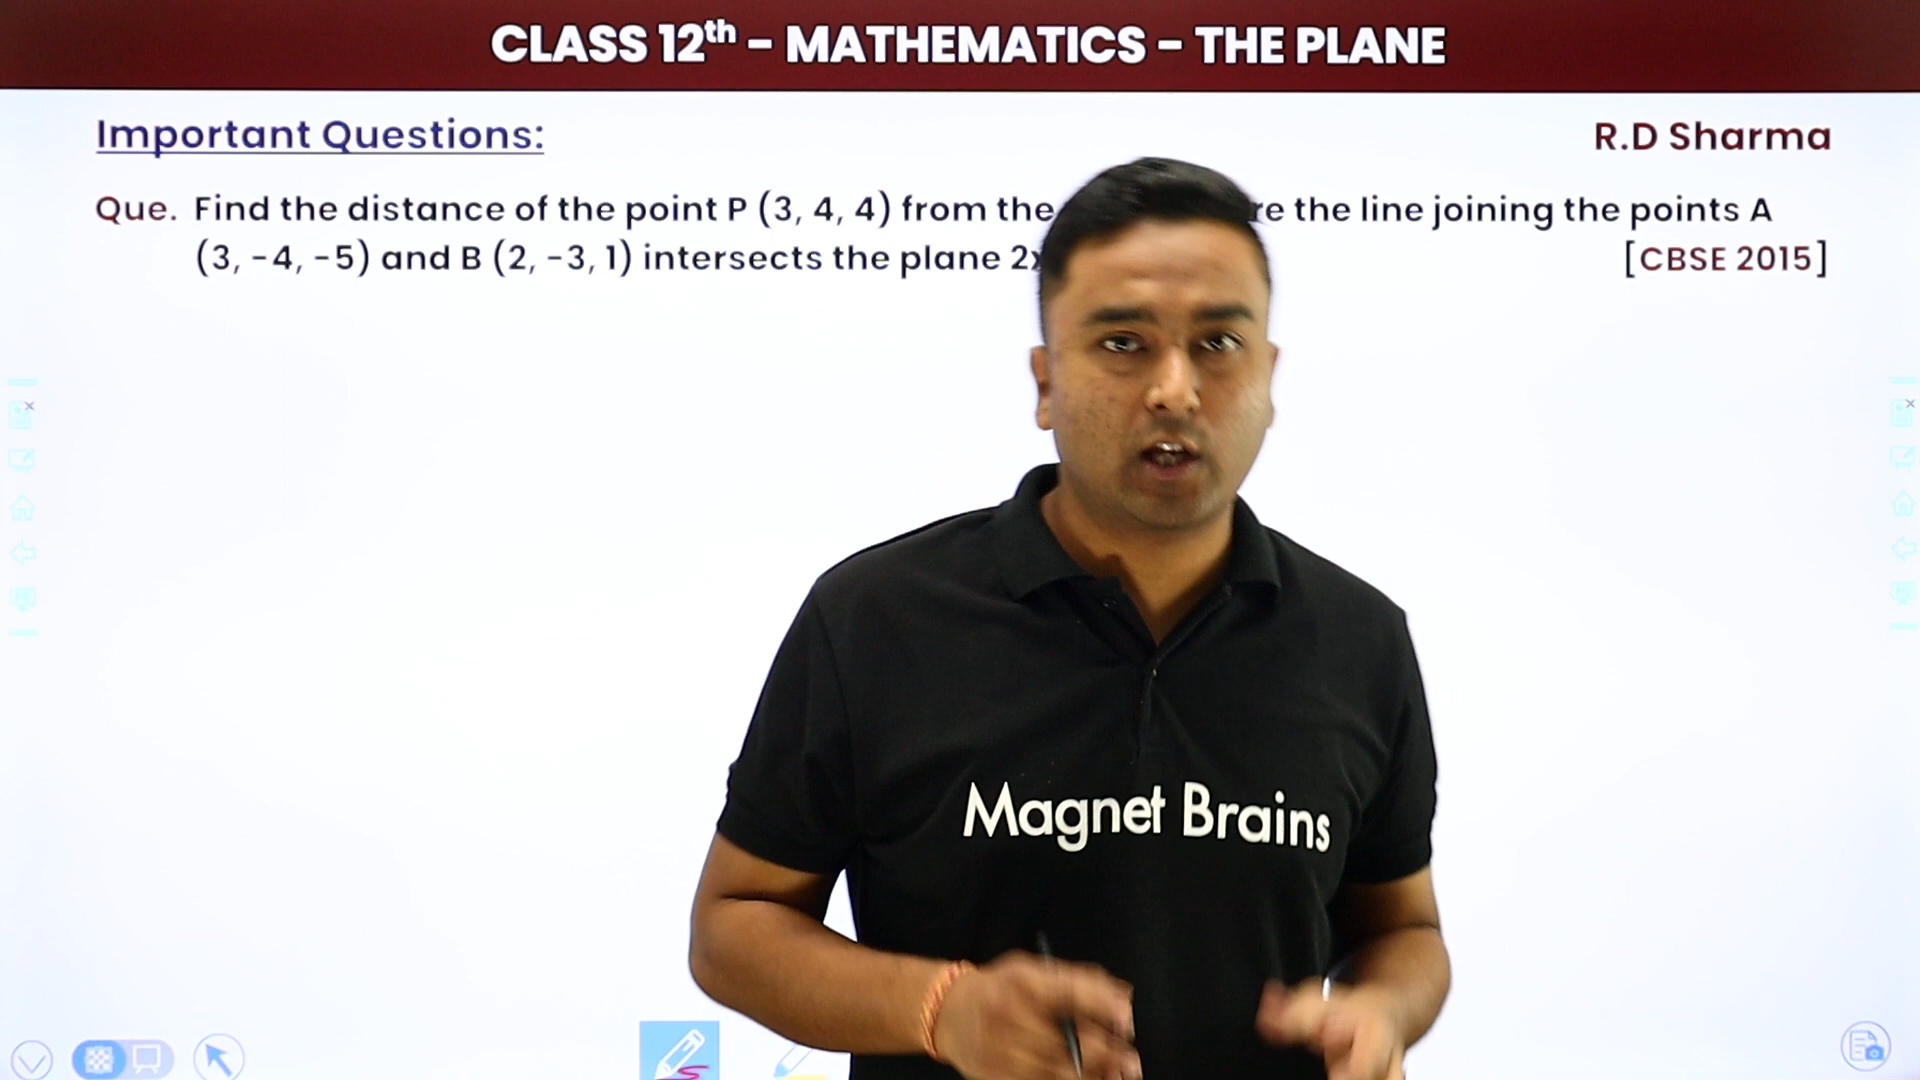 CLASS 12th - MATHEMATICS - THE PLANE
Important Questions:
R.D Sharma
Que. Find the distance of the point P (3, 4, 4) from the the line joining the points A
(3, -4, -5) and B (2, -3, 1) intersects the plane
[CBSE 2015]
Magnet Brains